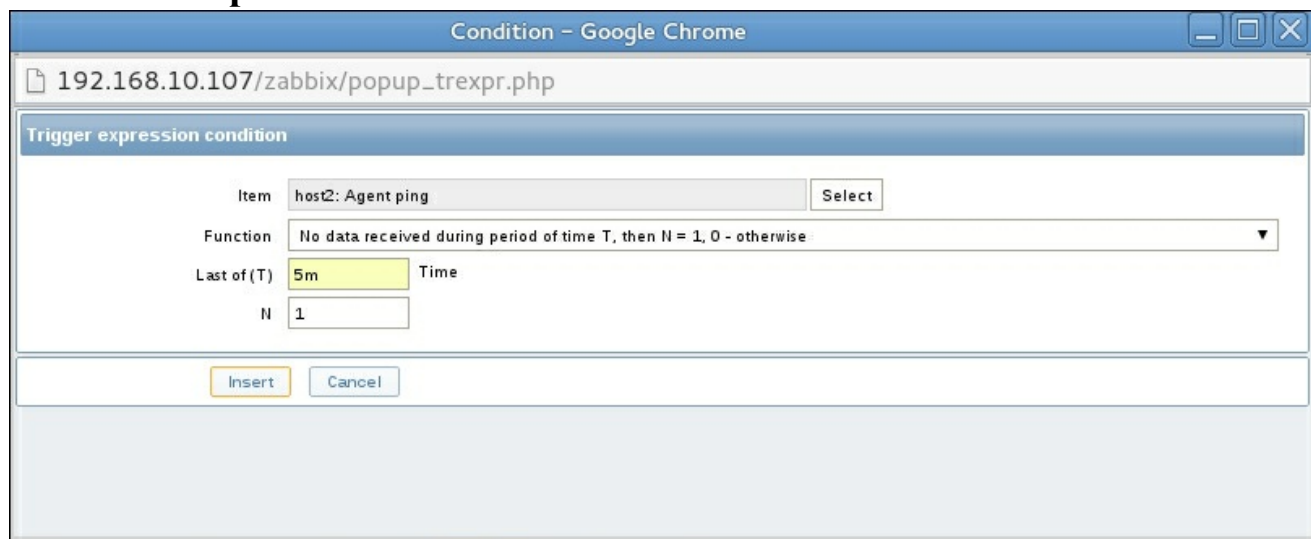 Condition - Google Chrome
192.168.10.107/zabbix/popup_trexpr.php
Trigger expression condition
Item host2: Agent ping Select
Function No data received during period of time T, then N = 1, 0 - otherwise
Last of (T) 5m Time
N 1
Insert Cancel